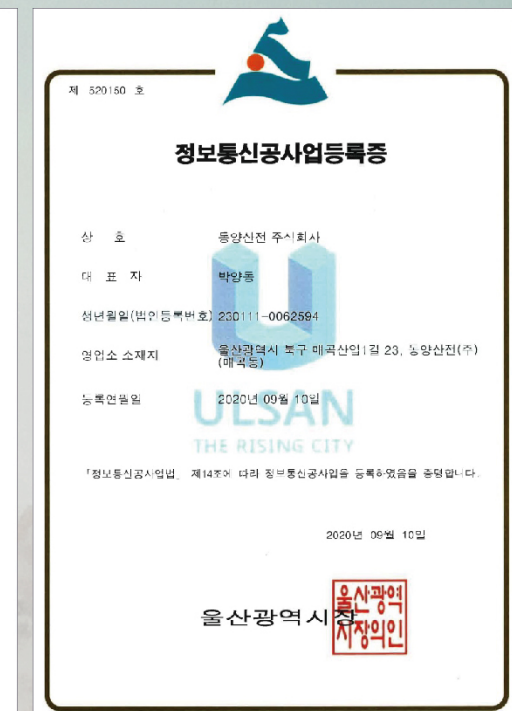 제 520150 호
정보통신공사업등록증
상 호 동양산전 주식회사
대 표 자 박양동
생년월일(법인등록번호) 230111-0062594
영업소 소재지 울산광역시 북구 매곡산업1길 23, 동양산전(주)
(매곡동)
등록연월일 2020년 09월 10일
ULSAN
THE RISING CITY
「정보통신공사업법」 제14조에 따라 정보통신공사업을 등록하였음을 증명합니다.
2020년 09월 10일
울산광역시장
울산광역
시장의인